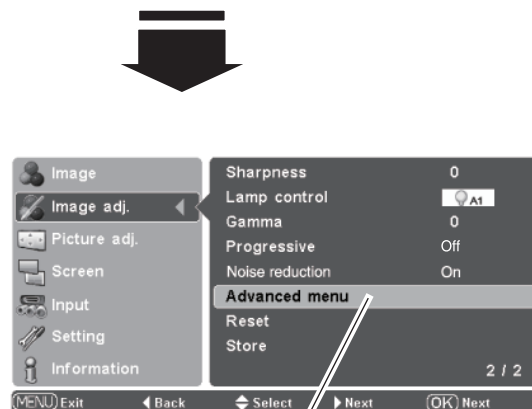 Image
Image adj.
Picture adj.
Screen
Input
Setting
Information
Sharpness 0
Lamp control A1
Gamma 0
Progressive Off
Noise reduction On
Advanced menu
Reset
Store
2 / 2
MENU Exit Back Select Next OK Next